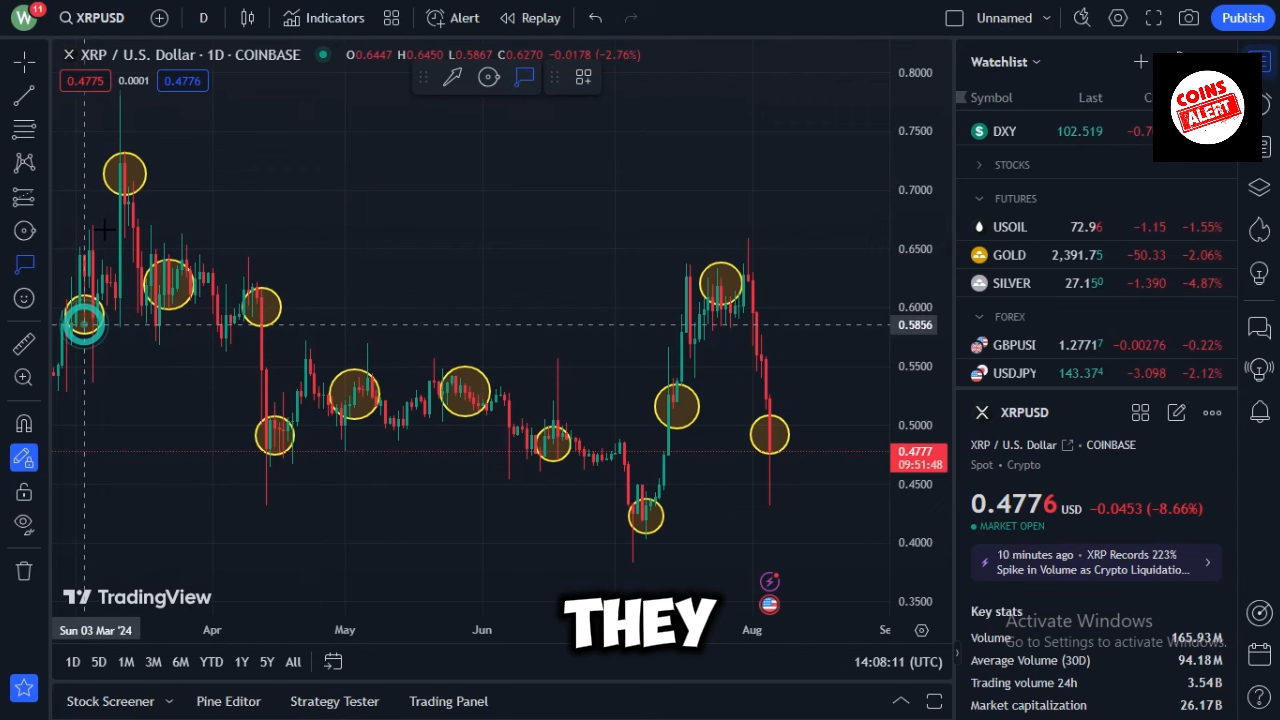 W 11 XRPUSD D Indicators Alert Replay Unnamed Publish
XRP / U.S. Dollar · 1D · COINBASE O0.6447 H0.6450 L0.5867 C0.6270 -0.0178 (-2.76%)
0.4775 0.0001 0.4776
0.8000
0.7500
0.7000
0.6500
0.6000
0.5856
0.5500
0.5000
0.4777
09:51:48
0.4500
0.4000
0.3500
TradingView
THEY
Sun 03 Mar '24 Apr May Jun Aug Se
1D 5D 1M 3M 6M YTD 1Y 5Y All 14:08:11 (UTC)
Stock Screener Pine Editor Strategy Tester Trading Panel
Watchlist
COINS
ALERT
Symbol Last C
DXY 102.519
STOCKS
FUTURES
USOIL 72.96 -1.15 -1.55%
GOLD 2,391.75 -50.33 -2.06%
SILVER 27.150 -1.390 -4.87%
FOREX
GBPUSI 1.27717 -0.00276 -0.22%
USDJPY 143.374 -3.098 -2.12%
XRPUSD
XRP / U.S. Dollar · COINBASE
Spot · Crypto
0.4776 USD -0.0453 (-8.66%)
MARKET OPEN
10 minutes ago · XRP Records 223%
Spike in Volume as Crypto Liquidatio...
Key stats
Activate Windows
Go to Settings to activate Windows.
Volume 165.93M
Average Volume (30D) 94.18M
Trading volume 24h 3.54B
Market capitalization 26.17B